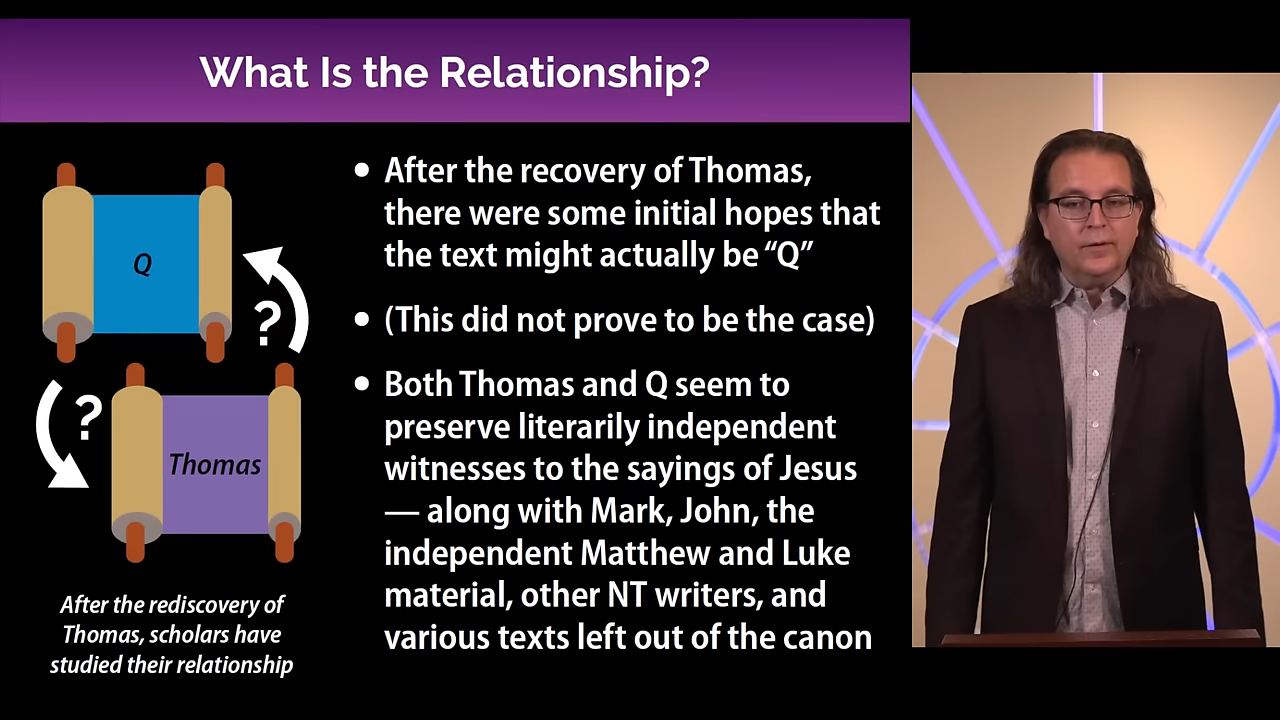 What Is the Relationship?
Q
?
?
Thomas
After the rediscovery of
Thomas, scholars have
studied their relationship
• After the recovery of Thomas,
there were some initial hopes that
the text might actually be “Q”
• (This did not prove to be the case)
• Both Thomas and Q seem to
preserve literarily independent
witnesses to the sayings of Jesus
— along with Mark, John, the
independent Matthew and Luke
material, other NT writers, and
various texts left out of the canon